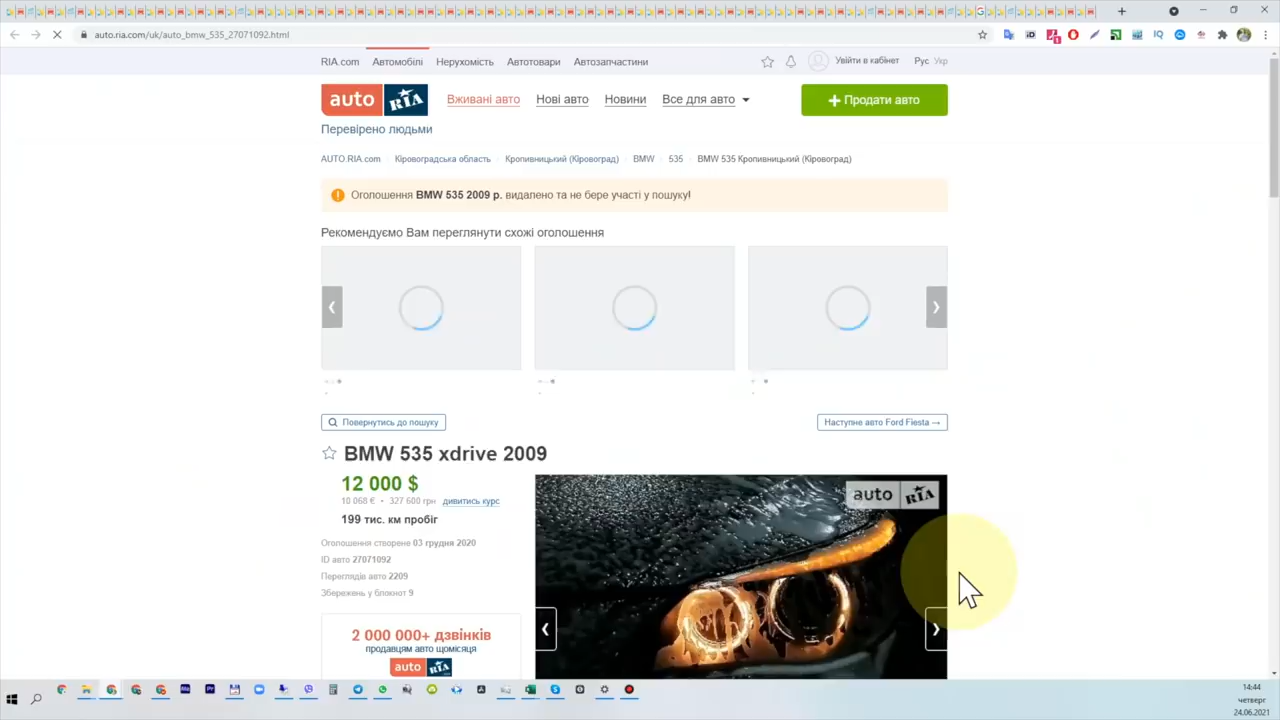 auto.ria.com/uk/auto_bmw_535_27071092.html
RIA.com Автомобілі Нерухомість Автотовари Автозапчастини Увійти в кабінет Рус Укр
auto RIA Вживані авто Нові авто Новини Все для авто Продати авто
Перевірено людьми
AUTO.RIA.com Кіровоградська область Кропивницький (Кіровоград) BMW 535 BMW 535 Кропивницький (Кіровоград)
Оголошення BMW 535 2009 р. видалено та не бере участі у пошуку!
Рекомендуємо Вам переглянути схожі оголошення
Повернутись до пошуку Наступне авто Ford Fiesta →
BMW 535 xdrive 2009
12 000 $
10 068 € • 327 600 грн дивитись курс
199 тис. км пробіг
Оголошення створене 03 грудня 2020
ID авто 27071092
Переглядів авто 2209
Збережень у блокнот 9
2 000 000+ дзвінків
продавцям авто щомісяця
auto RIA
auto RIA
14:44
четвер
24.06.2021